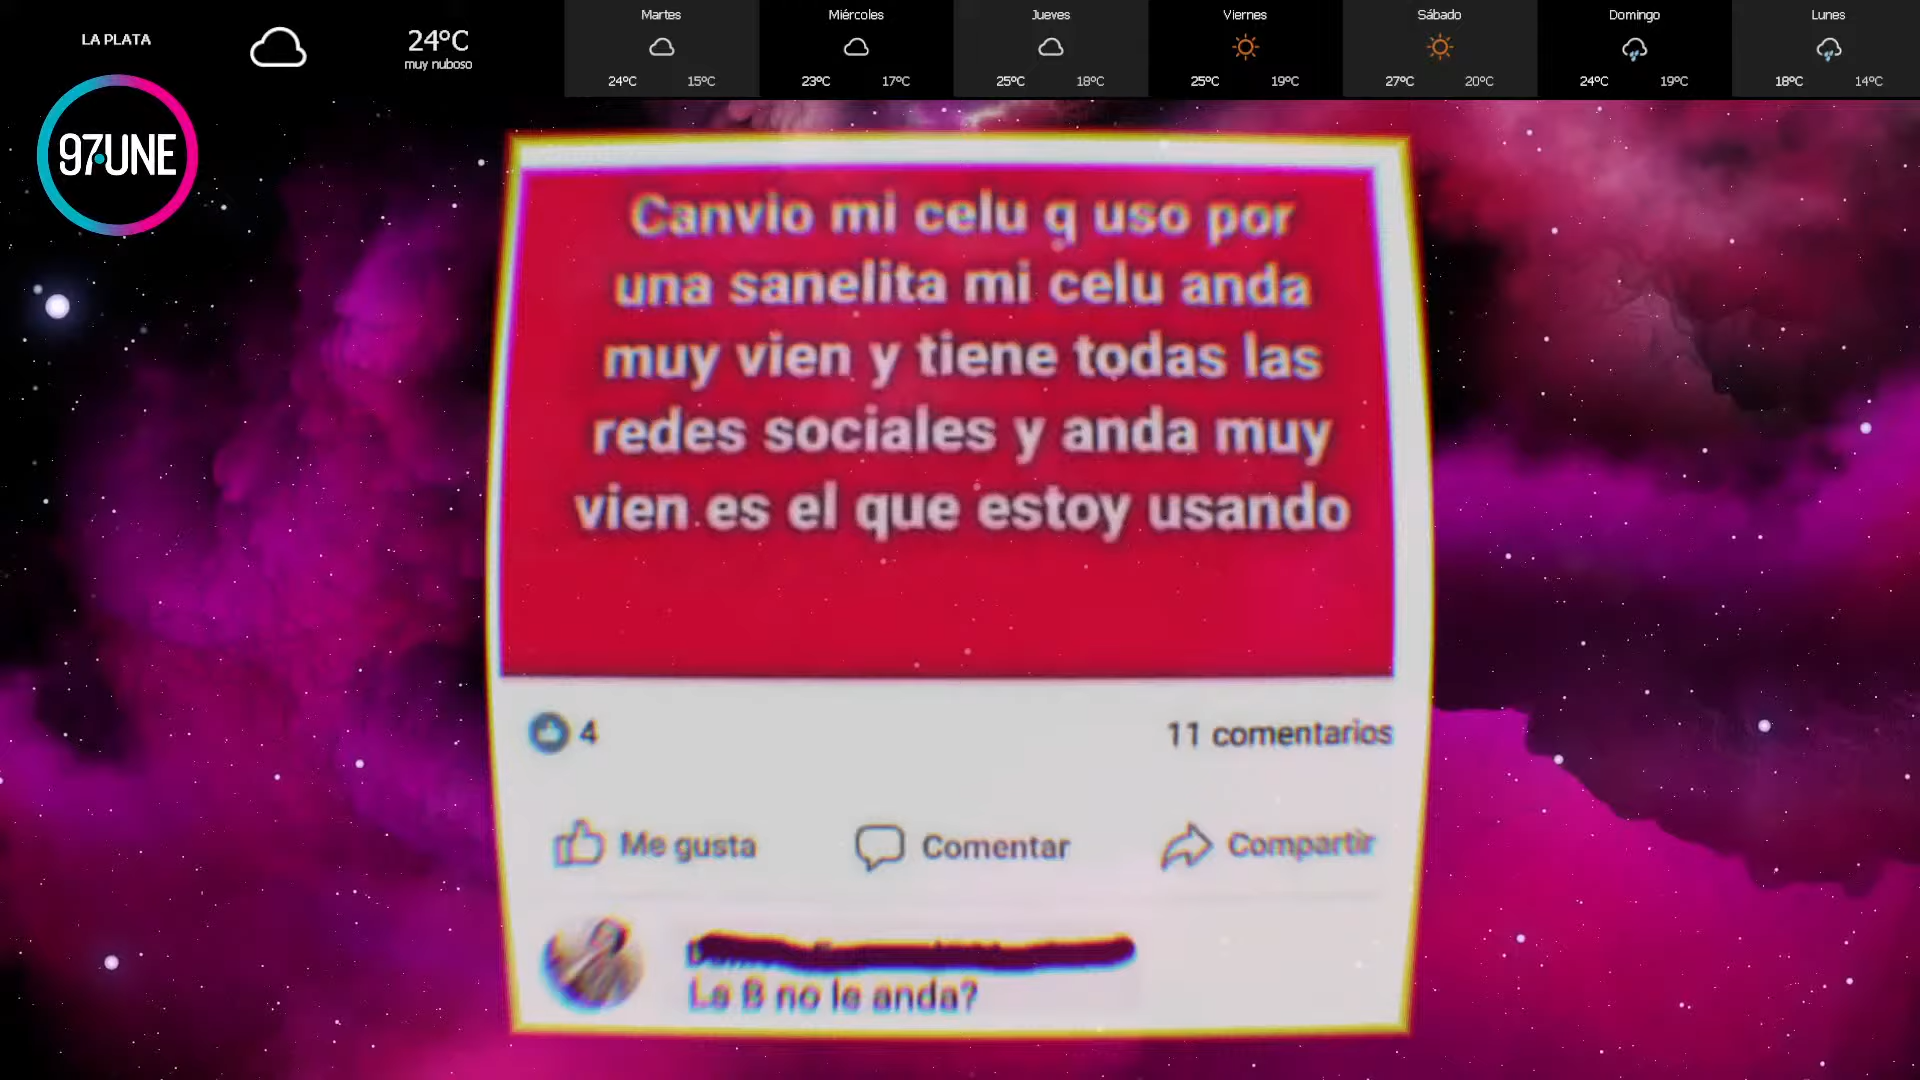 LA PLATA
24°C
muy nuboso
Martes
24°C 15°C
Miércoles
23°C 17°C
Jueves
25°C 18°C
Viernes
25°C 19°C
Sábado
27°C 20°C
Domingo
24°C 19°C
Lunes
18°C 14°C
97UNE
Canvio mi celu q uso por
una sanelita mi celu anda
muy vien y tiene todas las
redes sociales y anda muy
vien es el que estoy usando
4
11 comentarios
Me gusta
Comentar
Compartir
La B no le anda?